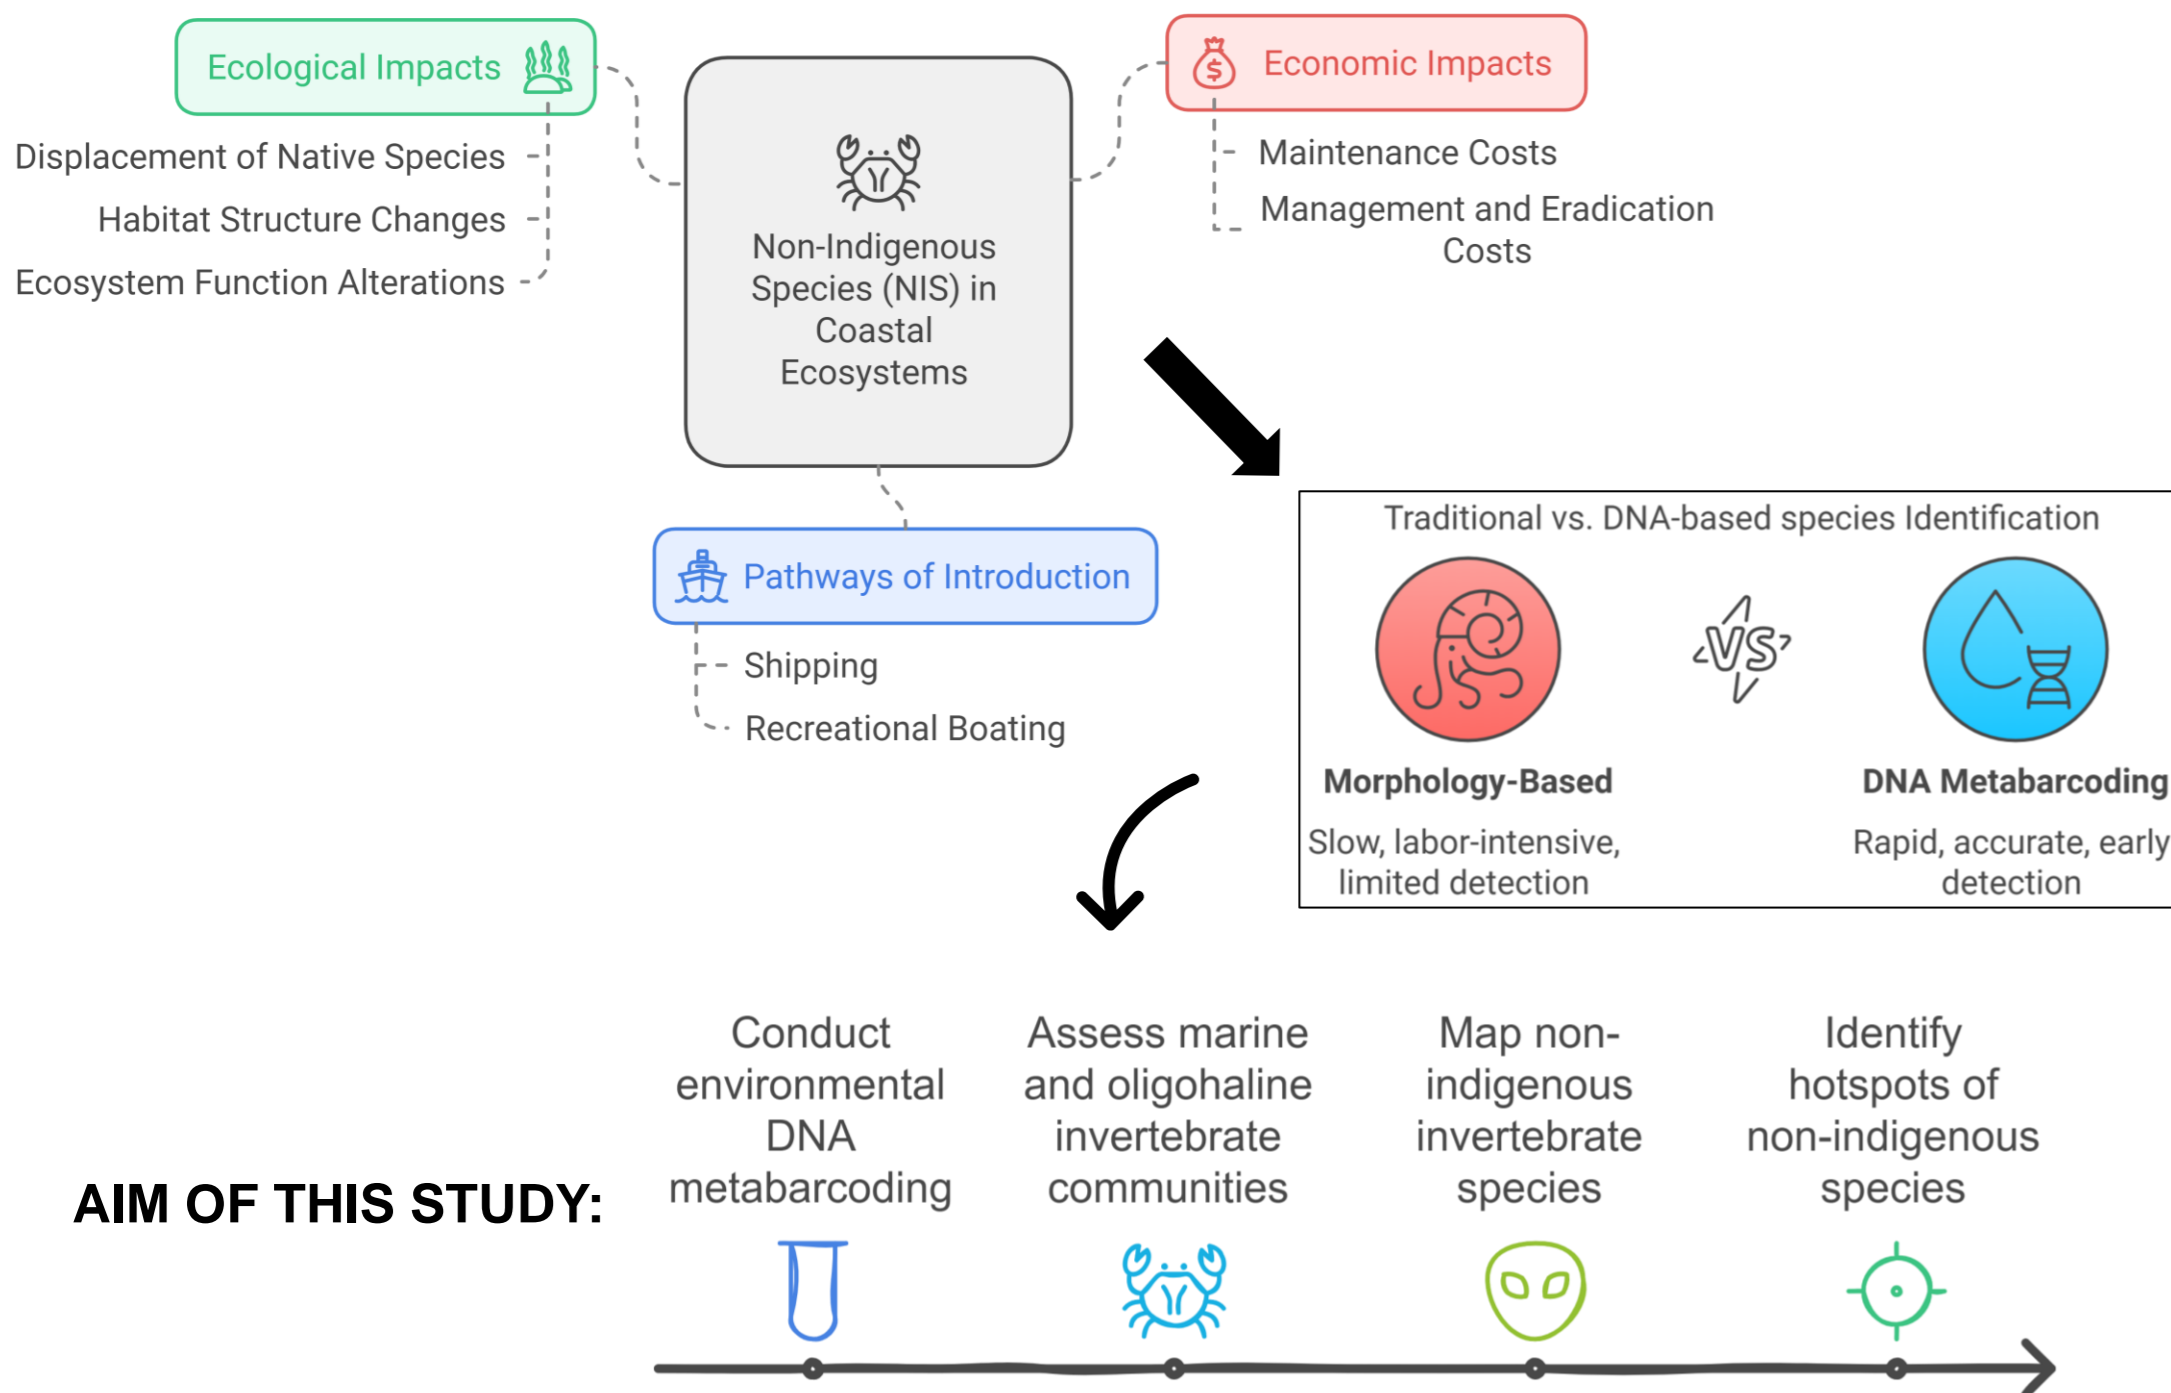 Ecological Impacts
Displacement of Native Species
Habitat Structure Changes
Ecosystem Function Alterations
Non-Indigenous
Species (NIS) in
Coastal
Ecosystems
Economic Impacts
$
Maintenance Costs
Management and Eradication
Costs
Pathways of Introduction
Shipping
Recreational Boating
Traditional vs. DNA-based species Identification
VS
Morphology-Based
Slow, labor-intensive,
limited detection
DNA Metabarcoding
Rapid, accurate, early
detection
AIM OF THIS STUDY:
Conduct
environmental
DNA
metabarcoding
Assess marine
and oligohaline
invertebrate
communities
Map non-
indigenous
invertebrate
species
Identify
hotspots of
non-indigenous
species